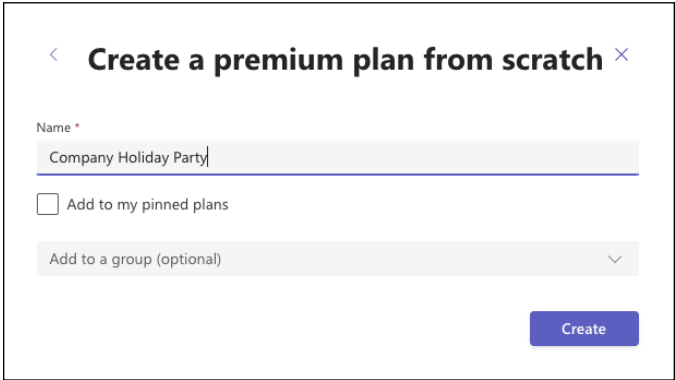 Create a premium plan from scratch
Name *
Company Holiday Party
Add to my pinned plans
Add to a group (optional)
Create